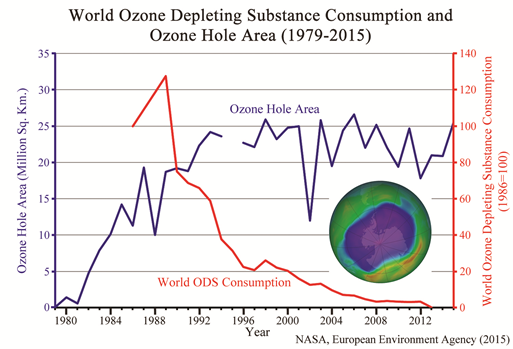 World Ozone Depleting Substance Consumption and
Ozone Hole Area (1979-2015)
Ozone Hole Area (Million Sq. Km.)
35
30
25
20
15
10
5
0
Ozone Hole Area
World ODS Consumption
140
120
100
80
60
40
20
0
World Ozone Depleting Substance Consumption
(1986=100)
1980 1984 1988 1992 1996 2000 2004 2008 2012
Year
NASA, European Environment Agency (2015)